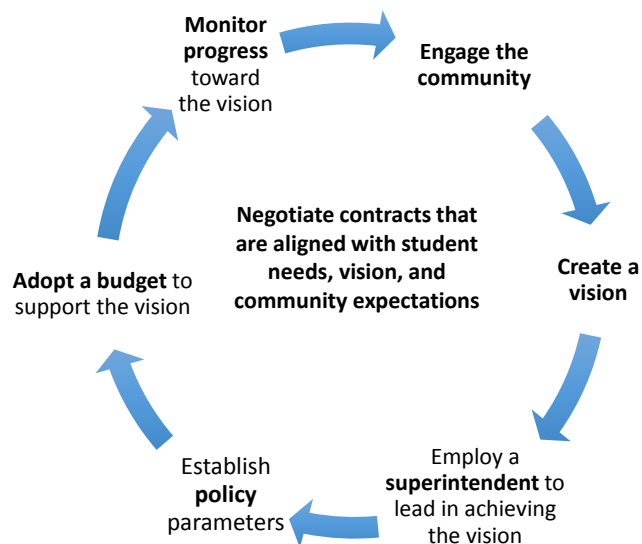 Monitor
progress
toward
the vision
Engage the
community
Create a
vision
Employ a
superintendent to
lead in achieving
the vision
Establish
policy
parameters
Adopt a budget to
support the vision
Negotiate contracts that
are aligned with student
needs, vision, and
community expectations